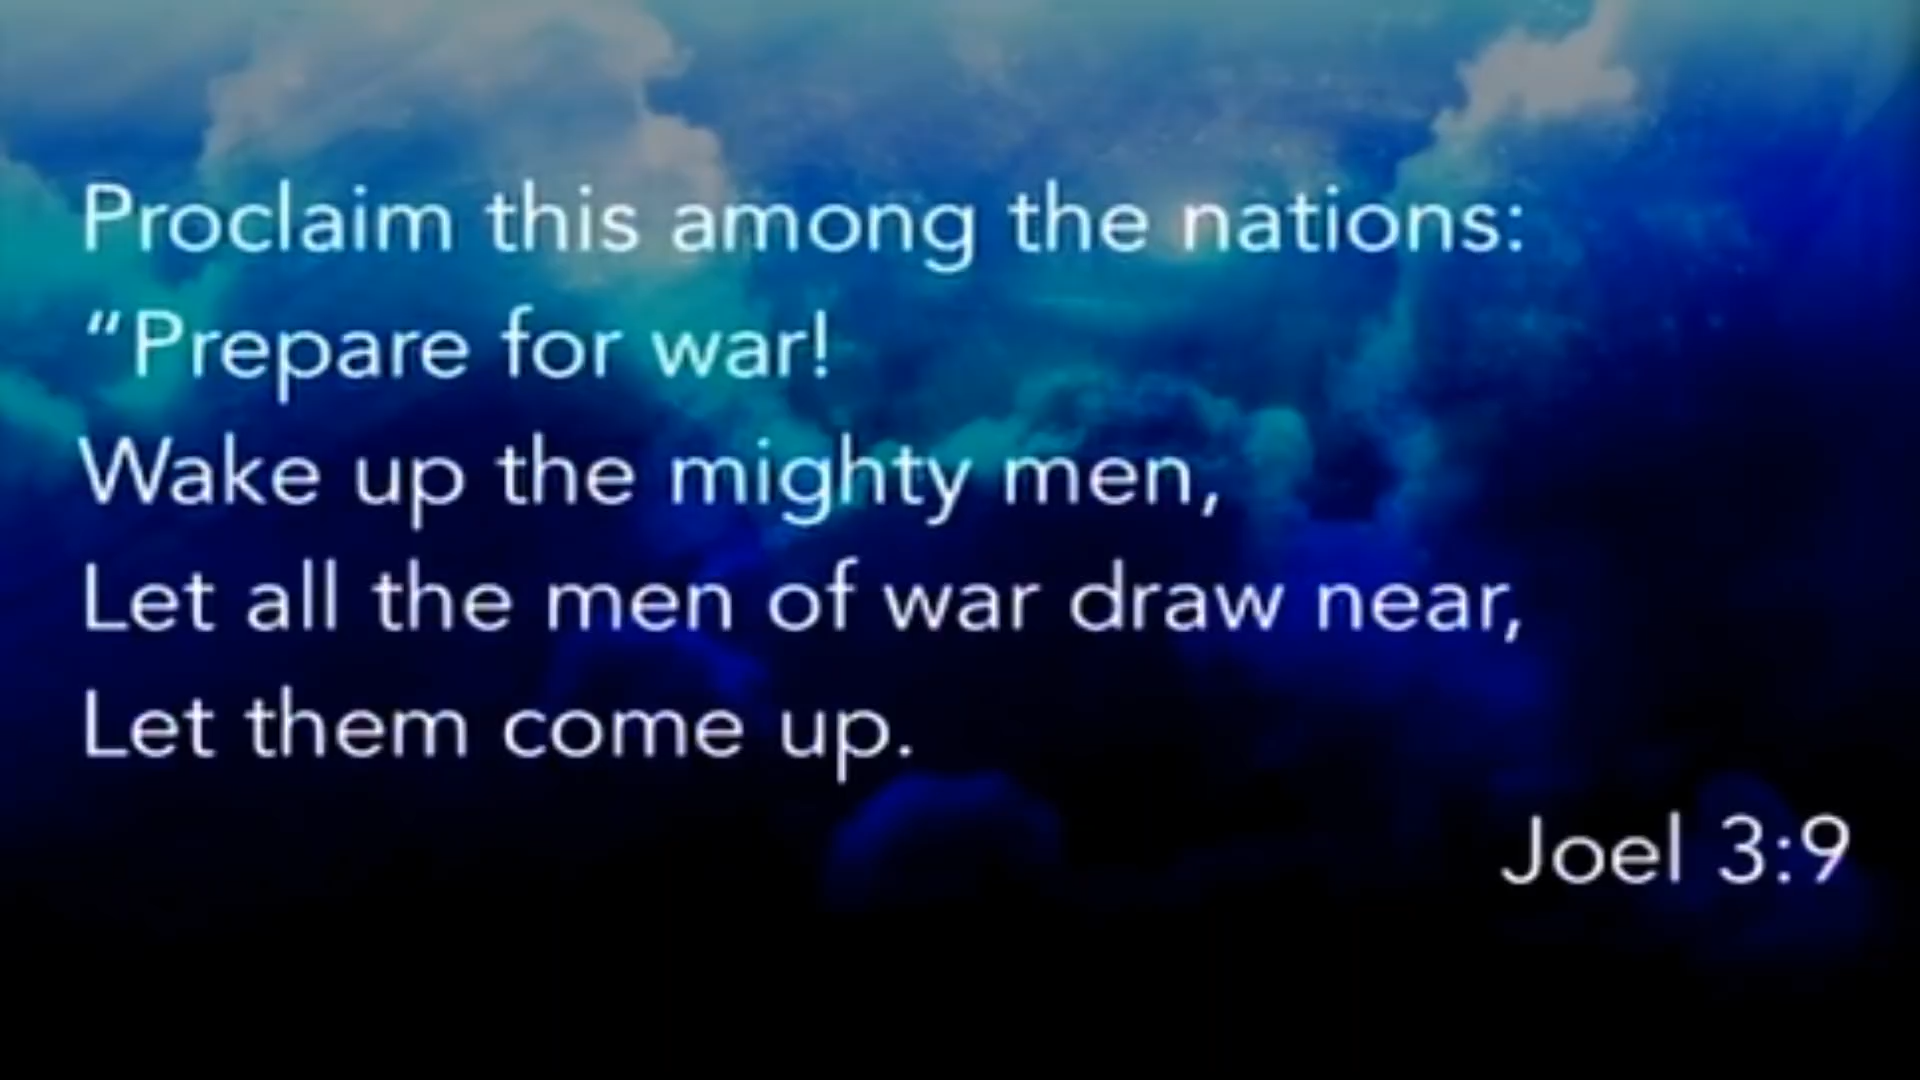 Proclaim this among the nations:
“Prepare for war!
Wake up the mighty men,
Let all the men of war draw near,
Let them come up.
Joel 3:9